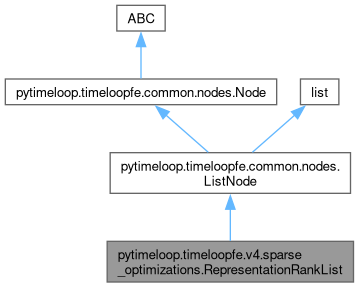 ABC
pytimeloop.timeloopfe.common.nodes.Node
list
pytimeloop.timeloopfe.common.nodes.
ListNode
pytimeloop.timeloopfe.v4.sparse
_optimizations.RepresentationRankList